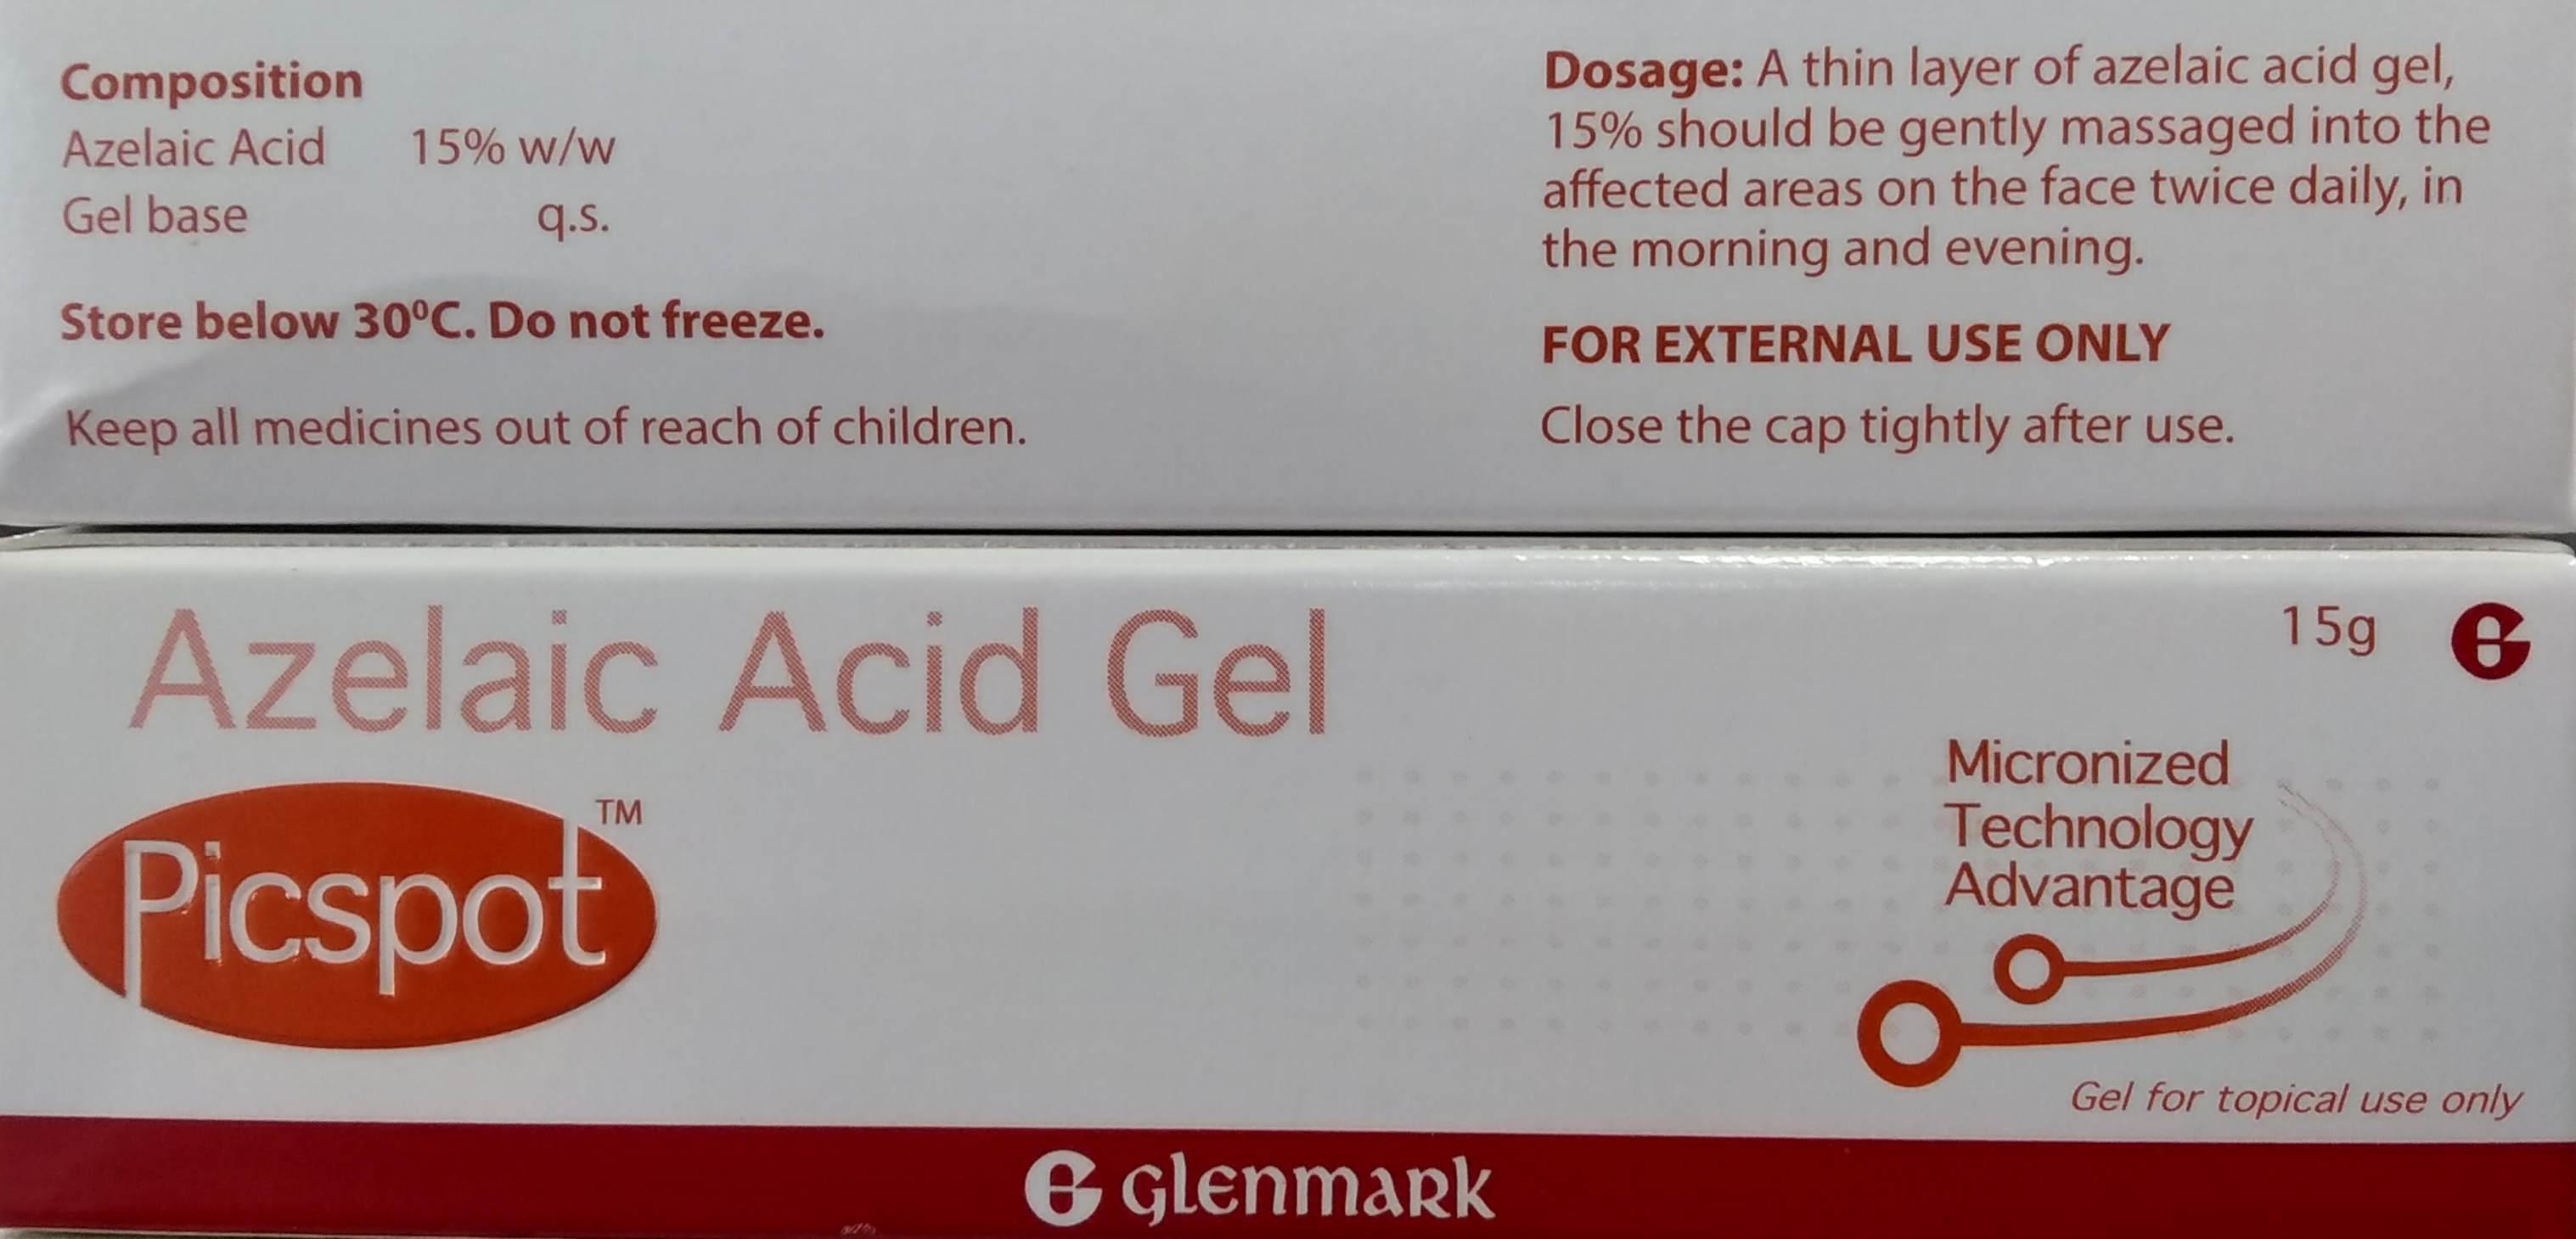 Composition
Azelaic Acid 15% w/w
Gel base q.s.
Store below 30ºC. Do not freeze.
Keep all medicines out of reach of children.
Dosage: A thin layer of azelaic acid gel,
15% should be gently massaged into the
affected areas on the face twice daily, in
the morning and evening.
FOR EXTERNAL USE ONLY
Close the cap tightly after use.
Azelaic Acid Gel
15g
Picspot™
Micronized
Technology
Advantage
Gel for topical use only
glenmark